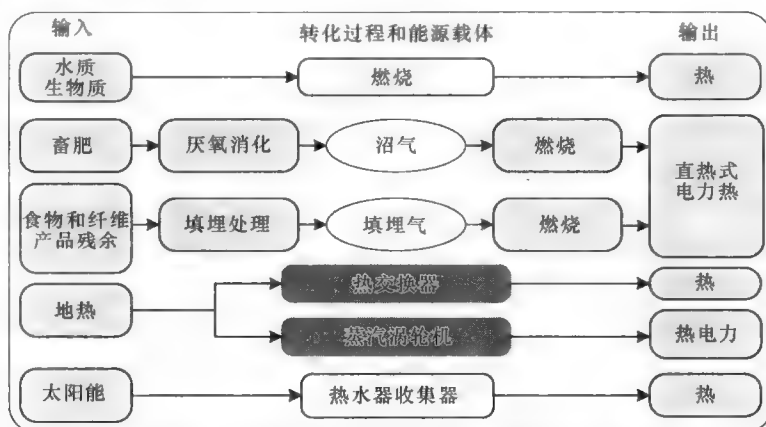 输入 转化过程和能源载体 输出
水质
生物质 燃烧 热
畜肥 厌氧消化 沼气 燃烧
直热式
电力热
食物和纤维
产品残余 填埋处理 填埋气 燃烧
地热
热交换器 热
蒸汽涡轮机 热电力
太阳能 热水器收集器 热